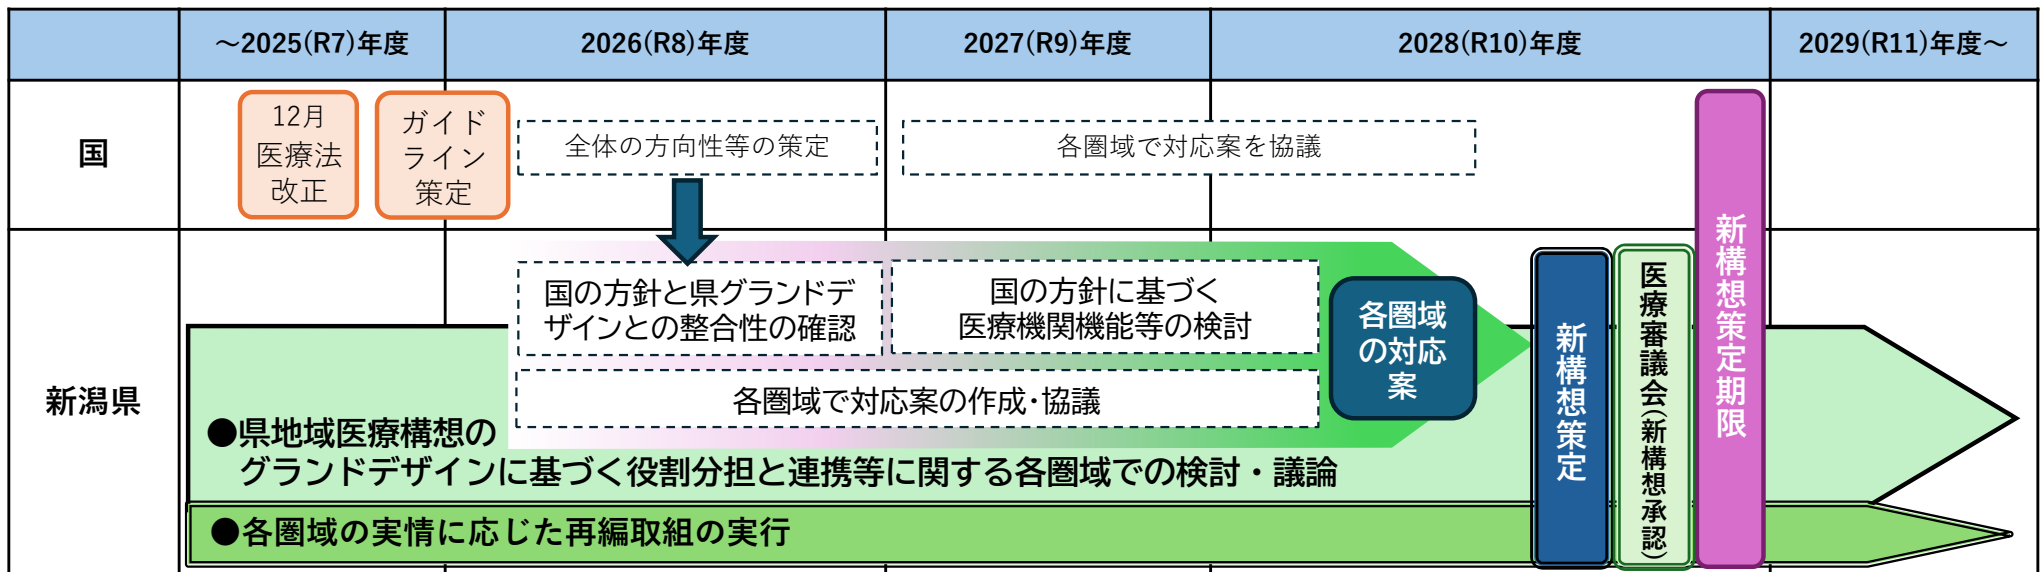 ～2025(R7)年度
2026(R8)年度
2027(R9)年度
2028(R10)年度
2029(R11)年度～
国
12月
医療法
改正
ガイド
ライン
策定
全体の方向性等の策定
各圏域で対応案を協議
新潟県
国の方針と県グランドデ
ザインとの整合性の確認
国の方針に基づく
医療機関機能等の検討
各圏域で対応案の作成・協議
各圏域
の対応
案
新構想策定
医療審議会(新構想承認)
新構想策定期限
●県地域医療構想の
グランドデザインに基づく役割分担と連携等に関する各圏域での検討・議論
●各圏域の実情に応じた再編取組の実行